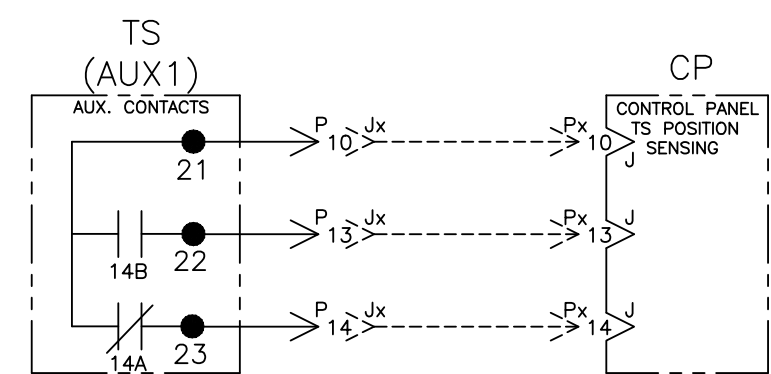 TS
(AUX1)
AUX. CONTACTS
CP
CONTROL PANEL
TS POSITION
SENSING
21
P
10
Jx
Px
10
J
14B
22
P
13
Jx
Px
13
J
14A
23
P
14
Jx
Px
14
J